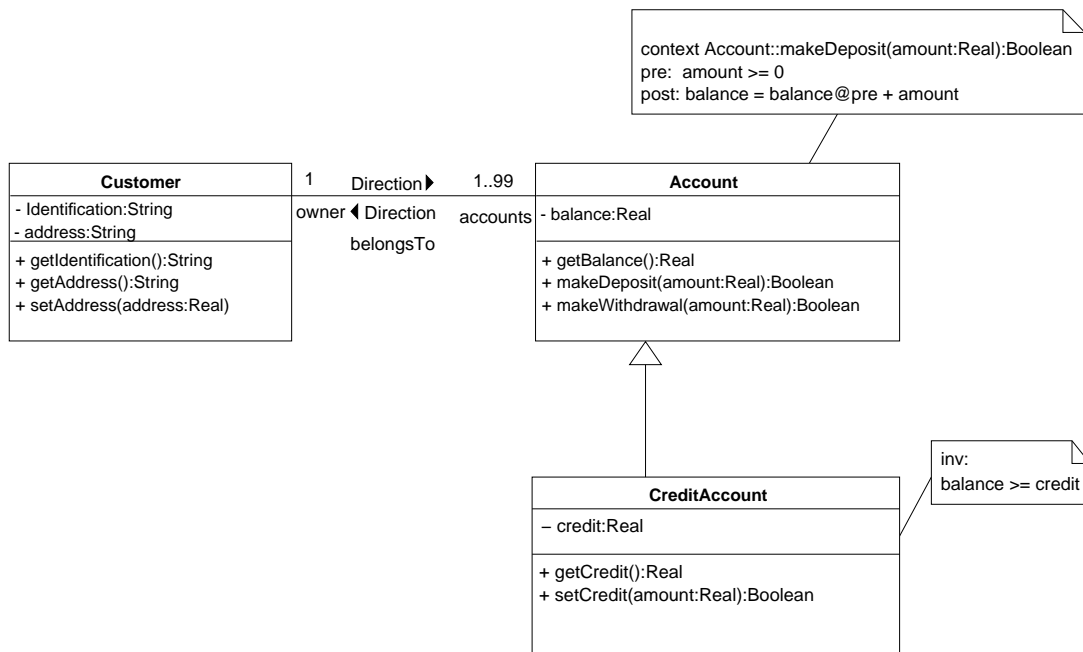 context Account::makeDeposit(amount:Real):Boolean
pre:  amount >= 0
post: balance = balance@pre + amount
Customer
- Identification:String
- address:String
+ getIdentification():String
+ getAddress():String
+ setAddress(address:Real)
1
Direction
1..99
owner
Direction
accounts
belongsTo
Account
- balance:Real
+ getBalance():Real
+ makeDeposit(amount:Real):Boolean
+ makeWithdrawal(amount:Real):Boolean
inv:
balance >= credit
CreditAccount
– credit:Real
+ getCredit():Real
+ setCredit(amount:Real):Boolean